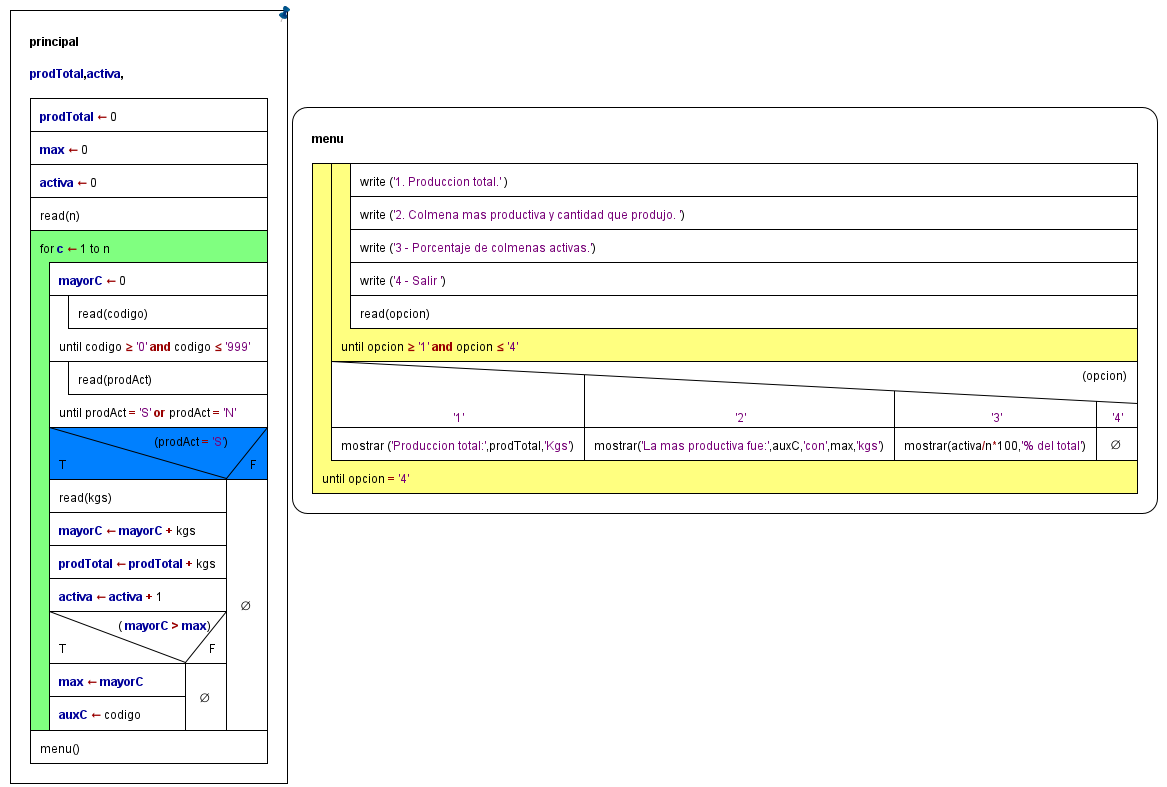 principal
prodTotal,activa,
prodTotal ← 0
max ← 0
activa ← 0
read(n)
for c ← 1 to n
mayorC ← 0
read(codigo)
until codigo ≥ '0' and codigo ≤ '999'
read(prodAct)
until prodAct = 'S' or prodAct = 'N'
(prodAct = 'S')
T F
read(kgs)
mayorC ← mayorC + kgs
prodTotal ← prodTotal + kgs
activa ← activa + 1
∅
( mayorC > max)
T F
max ← mayorC
∅
auxC ← codigo
menu()
menu
write ('1. Produccion total.' )
write ('2. Colmena mas productiva y cantidad que produjo. ')
write ('3 - Porcentaje de colmenas activas.')
write ('4 - Salir ')
read(opcion)
until opcion ≥ '1' and opcion ≤ '4'
(opcion)
'1' '2' '3' '4'
mostrar ('Produccion total:',prodTotal,'Kgs') mostrar('La mas productiva fue:',auxC,'con',max,'kgs') mostrar(activa/n*100,'% del total') ∅
until opcion = '4'